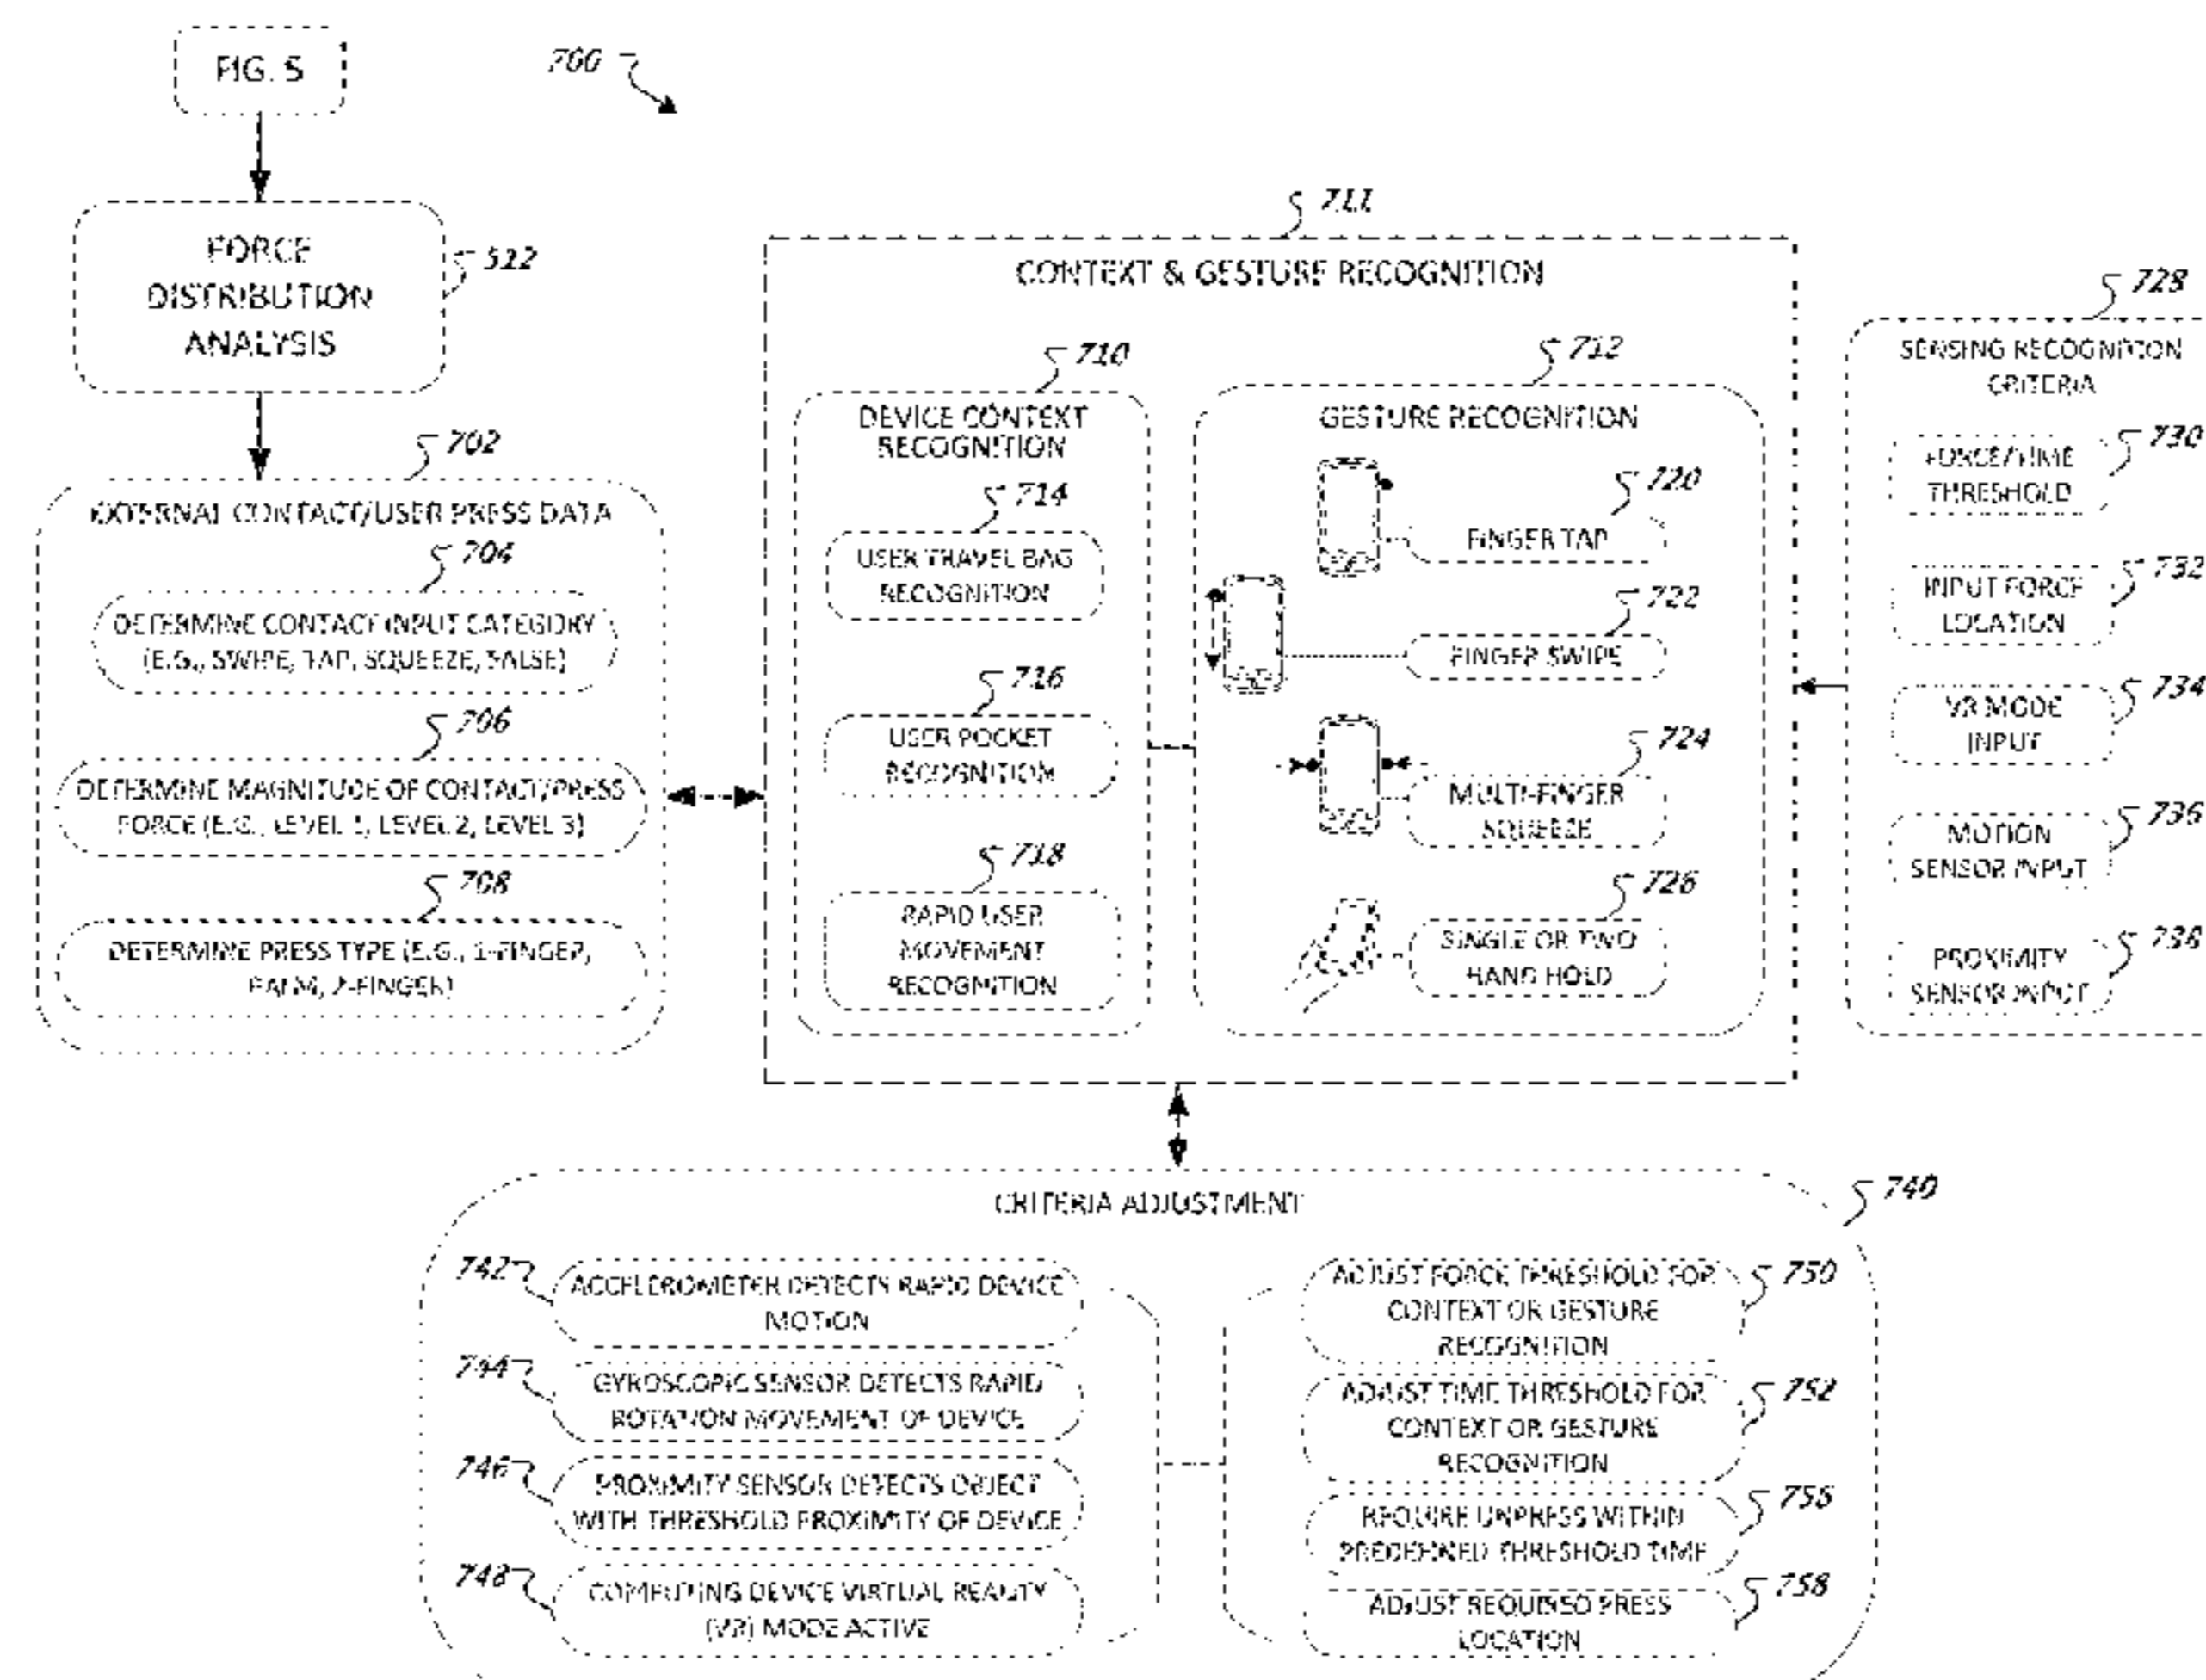 FIG. 5
700
FORCE
DISTRIBUTION
ANALYSIS
512
702
EXTERNAL CONTACT/USER PRESS DATA
704
DETERMINE CONTACT INPUT CATEGORY
(E.G., SWIPE, TAP, SQUEEZE, FALSE)
706
DETERMINE MAGNITUDE OF CONTACT/PRESS
FORCE (E.G., LEVEL 1, LEVEL 2, LEVEL 3)
708
DETERMINE PRESS TYPE (E.G., 1-FINGER,
PALM, 2-FINGER)
711
CONTEXT & GESTURE RECOGNITION
710
DEVICE CONTEXT
RECOGNITION
714
USER TRAVEL BAG
RECOGNITION
716
USER POCKET
RECOGNITION
718
RAPID USER
MOVEMENT
RECOGNITION
712
GESTURE RECOGNITION
720
FINGER TAP
722
FINGER SWIPE
724
MULTI-FINGER
SQUEEZE
726
SINGLE OR TWO
HAND HOLD
728
SENSING RECOGNITION
CRITERIA
730
FORCE/TIME
THRESHOLD
732
INPUT FORCE
LOCATION
734
VR MODE
INPUT
736
MOTION
SENSOR INPUT
738
PROXIMITY
SENSOR INPUT
740
CRITERIA ADJUSTMENT
742
ACCELEROMETER DETECTS RAPID DEVICE
MOTION
744
GYROSCOPIC SENSOR DETECTS RAPID
ROTATION MOVEMENT OF DEVICE
746
PROXIMITY SENSOR DETECTS OBJECT
WITH THRESHOLD PROXIMITY OF DEVICE
748
COMPUTING DEVICE VIRTUAL REALITY
(VR) MODE ACTIVE
750
ADJUST FORCE THRESHOLD FOR
CONTEXT OR GESTURE
RECOGNITION
752
ADJUST TIME THRESHOLD FOR
CONTEXT OR GESTURE
RECOGNITION
756
REQUIRE UNPRESS WITHIN
PREDEFINED THRESHOLD TIME
758
ADJUST REQUIRED PRESS
LOCATION